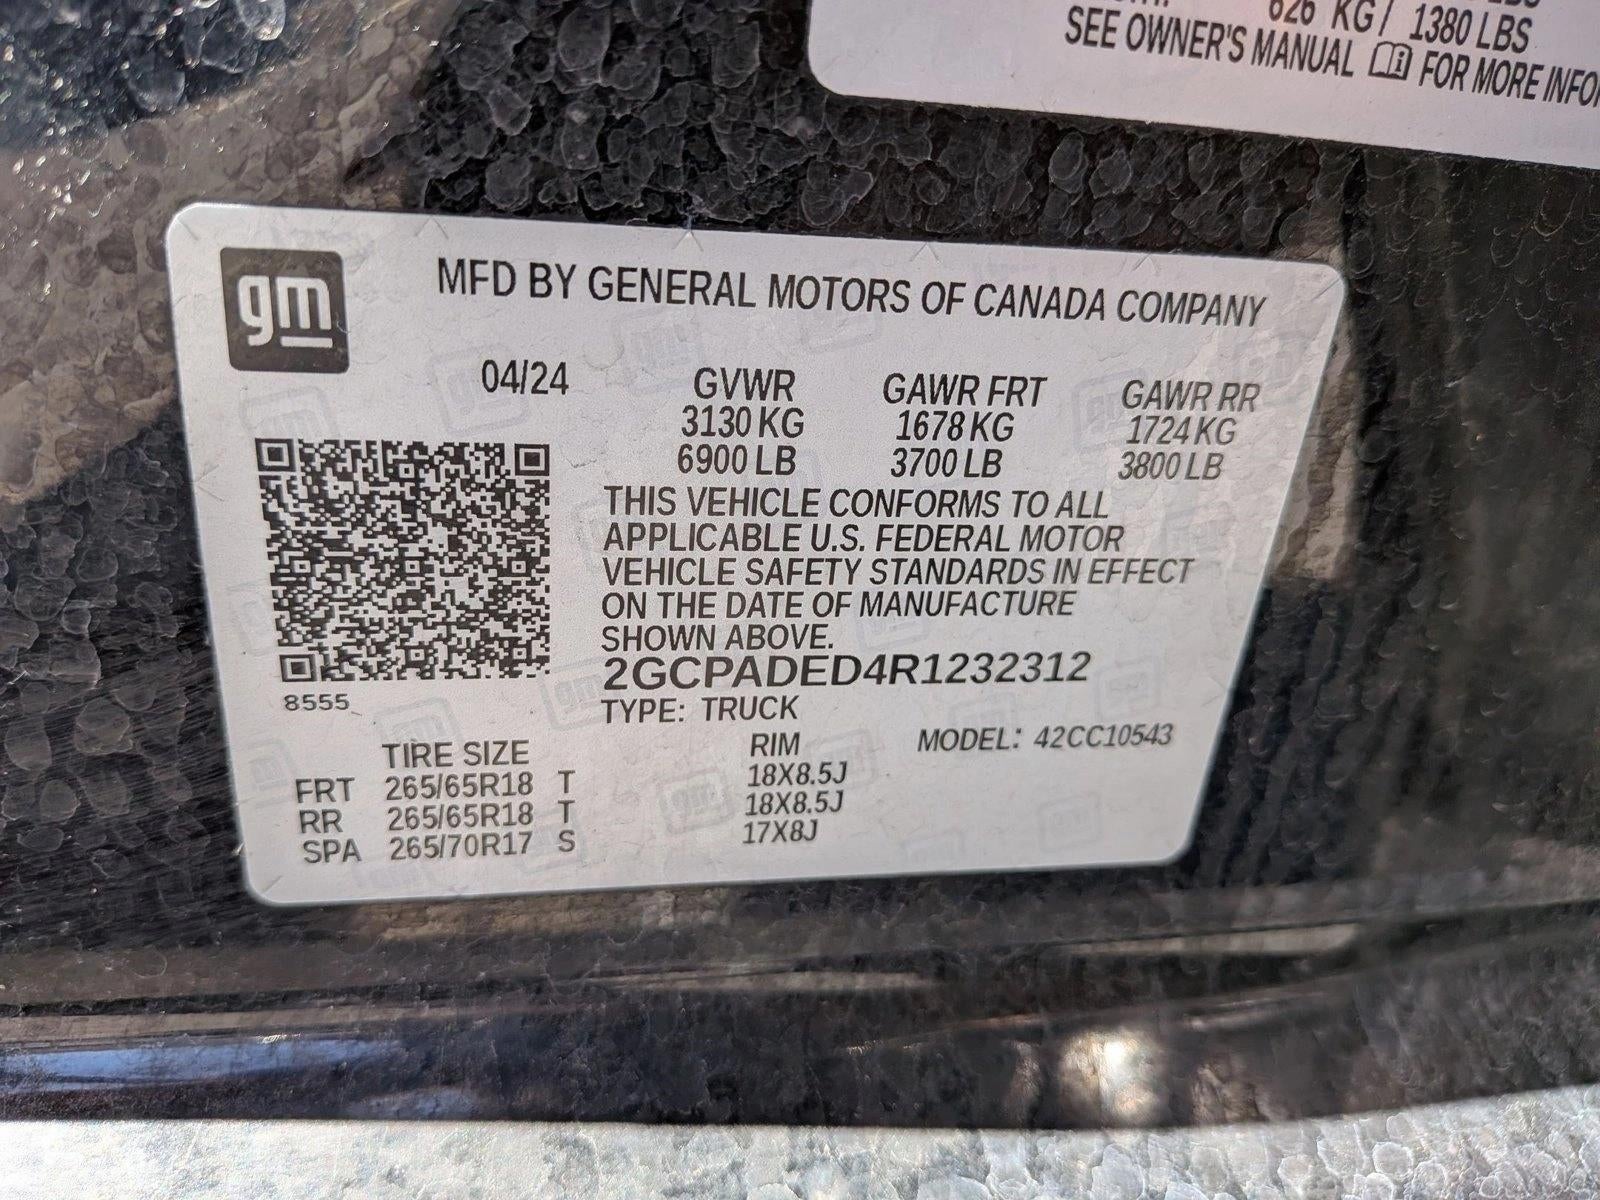 626 KG / 1380 LBS
SEE OWNER'S MANUAL FOR MORE
gm
MFD BY GENERAL MOTORS OF CANADA COMPANY
04/24 GVWR GAWR FRT GAWR RR
3130 KG 1678 KG 1724 KG
6900 LB 3700 LB 3800 LB
THIS VEHICLE CONFORMS TO ALL
APPLICABLE U.S. FEDERAL MOTOR
VEHICLE SAFETY STANDARDS IN EFFECT
ON THE DATE OF MANUFACTURE
SHOWN ABOVE.
2GCPADED4R1232312
8555
TYPE: TRUCK
MODEL: 42CC10543
TIRE SIZE RIM
FRT 265/65R18 T 18X8.5J
RR 265/65R18 T 18X8.5J
SPA 265/70R17 S 17X8J